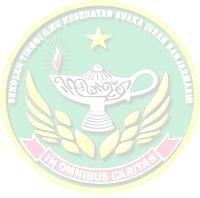 SEKOLAH TINGGI ILMU KESEHATAN SUAKA INSAN BANJARMASIN
IN OMNIBUS CARITAS